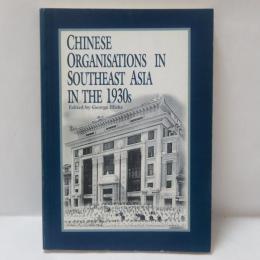 CHINESE
ORGANISATIONS IN
SOUTHEAST ASIA
IN THE 1930s
Edited by George Hicks